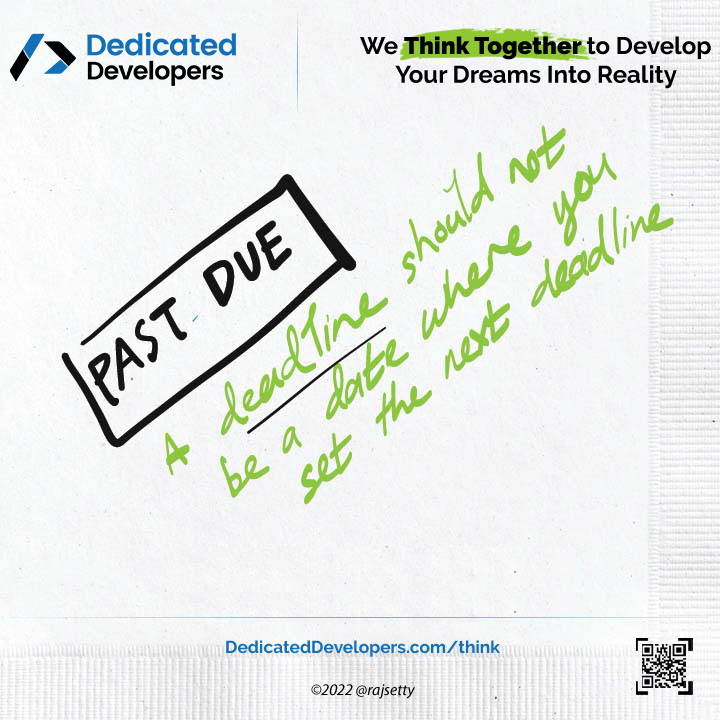 Dedicated
Developers
We Think Together to Develop
Your Dreams Into Reality
PAST DUE
A deadline should not
be a date where you
set the next deadline
DedicatedDevelopers.com/think
©2022 @rajsetty